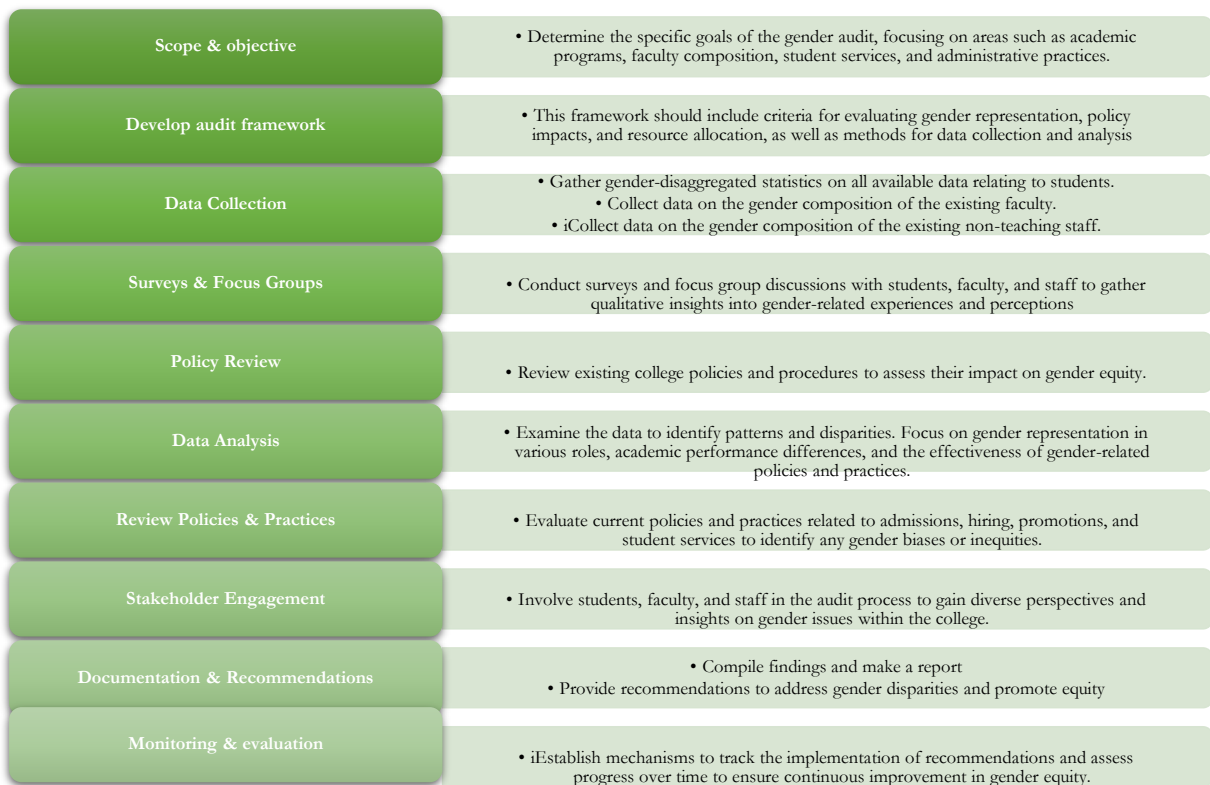 Scope & objective
• Determine the specific goals of the gender audit, focusing on areas such as academic
programs, faculty composition, student services, and administrative practices.
Develop audit framework
• This framework should include criteria for evaluating gender representation, policy
impacts, and resource allocation, as well as methods for data collection and analysis
Data Collection
• Gather gender-disaggregated statistics on all available data relating to students.
• Collect data on the gender composition of the existing faculty.
• iCollect data on the gender composition of the existing non-teaching staff.
Surveys & Focus Groups
• Conduct surveys and focus group discussions with students, faculty, and staff to gather
qualitative insights into gender-related experiences and perceptions
Policy Review
• Review existing college policies and procedures to assess their impact on gender equity.
Data Analysis
• Examine the data to identify patterns and disparities. Focus on gender representation in
various roles, academic performance differences, and the effectiveness of gender-related
policies and practices.
Review Policies & Practices
• Evaluate current policies and practices related to admissions, hiring, promotions, and
student services to identify any gender biases or inequities.
Stakeholder Engagement
• Involve students, faculty, and staff in the audit process to gain diverse perspectives and
insights on gender issues within the college.
Documentation & Recommendations
• Compile findings and make a report
• Provide recommendations to address gender disparities and promote equity
Monitoring & evaluation
• iEstablish mechanisms to track the implementation of recommendations and assess
progress over time to ensure continuous improvement in gender equity.